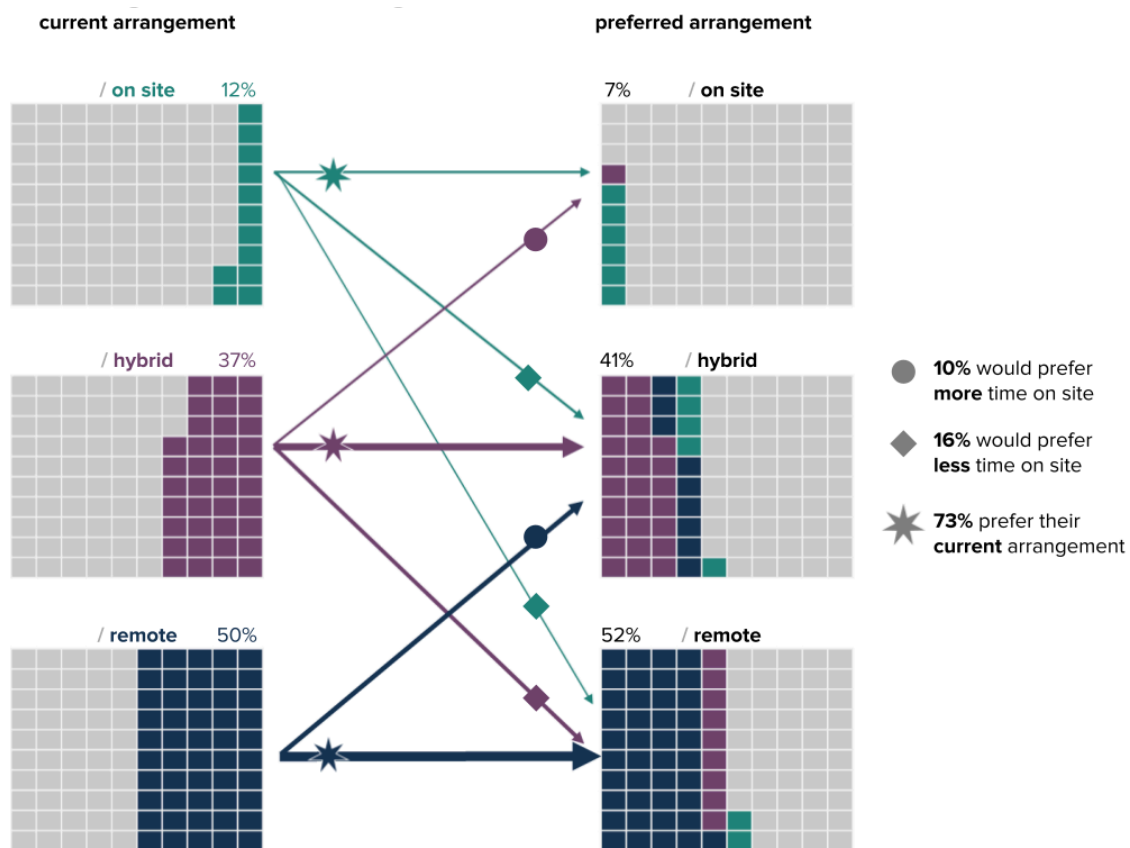 current arrangement
preferred arrangement
/ on site 12%
7% / on site
/ hybrid 37%
41% / hybrid
10% would prefer
more time on site
16% would prefer
less time on site
73% prefer their
current arrangement
/ remote 50%
52% / remote